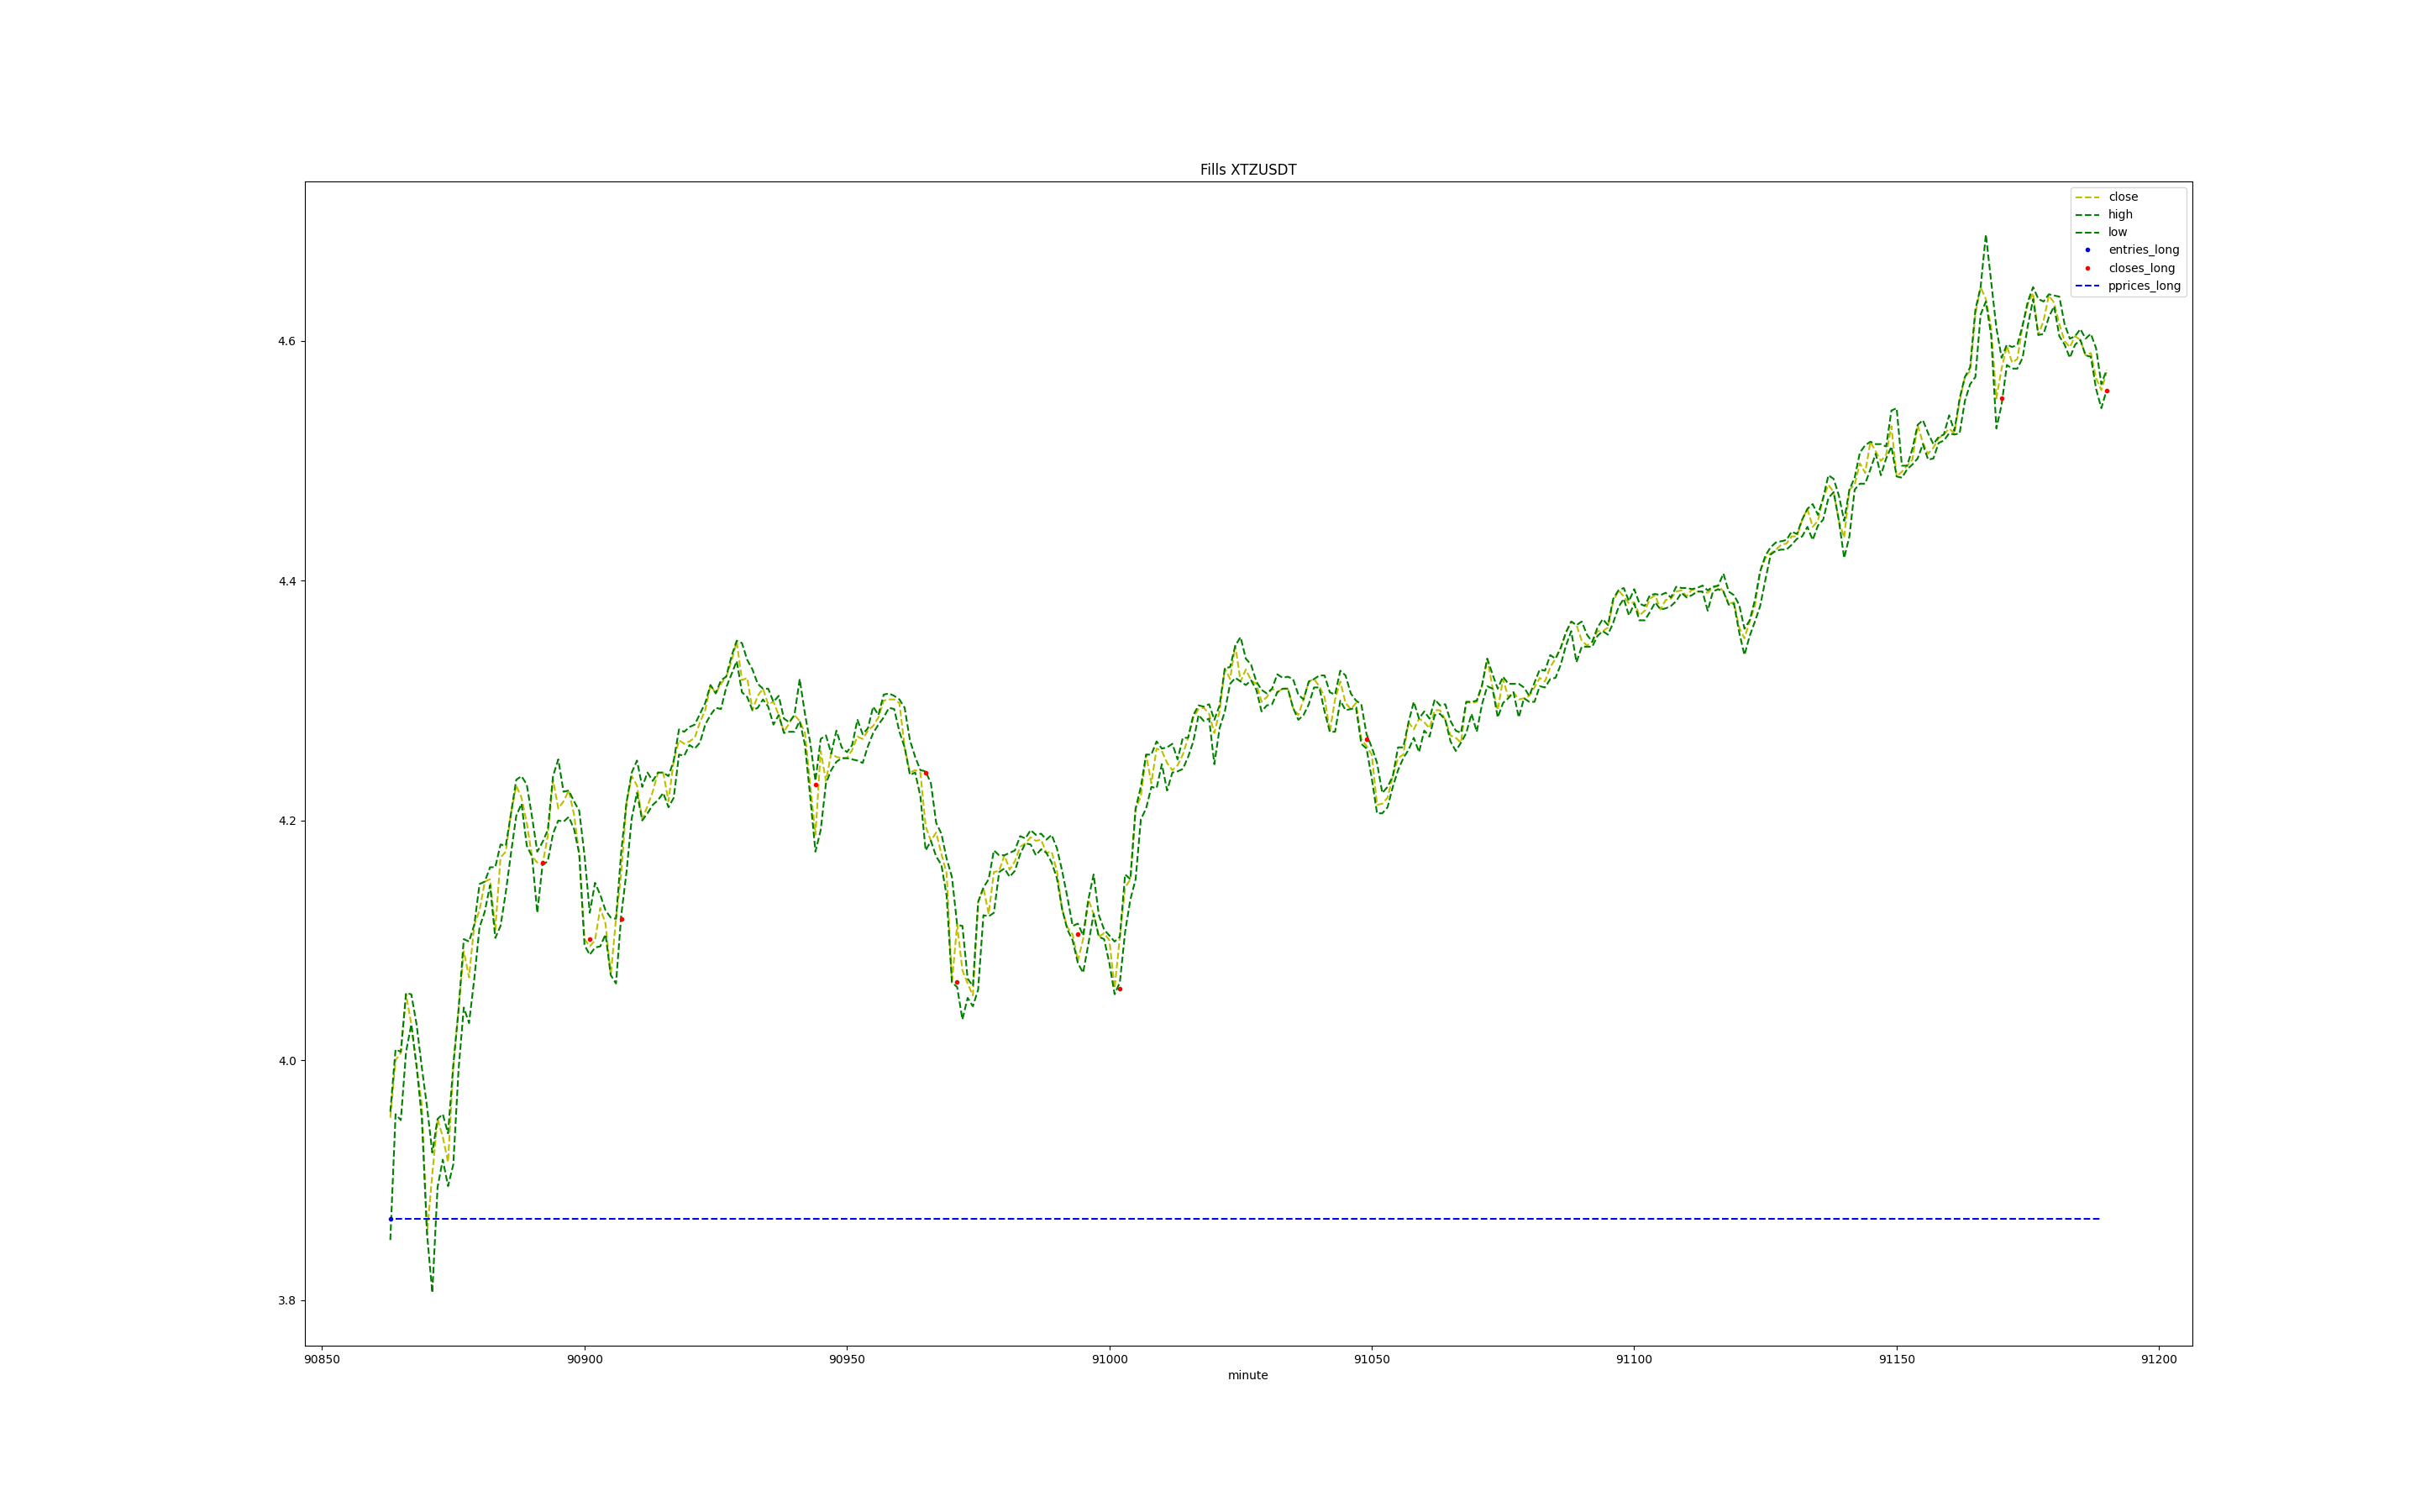 Fills XTZUSDT
close
high
low
entries_long
closes_long
pprices_long
4.6
4.4
4.2
4.0
3.8
90850 90900 90950 91000 91050 91100 91150 91200
minute